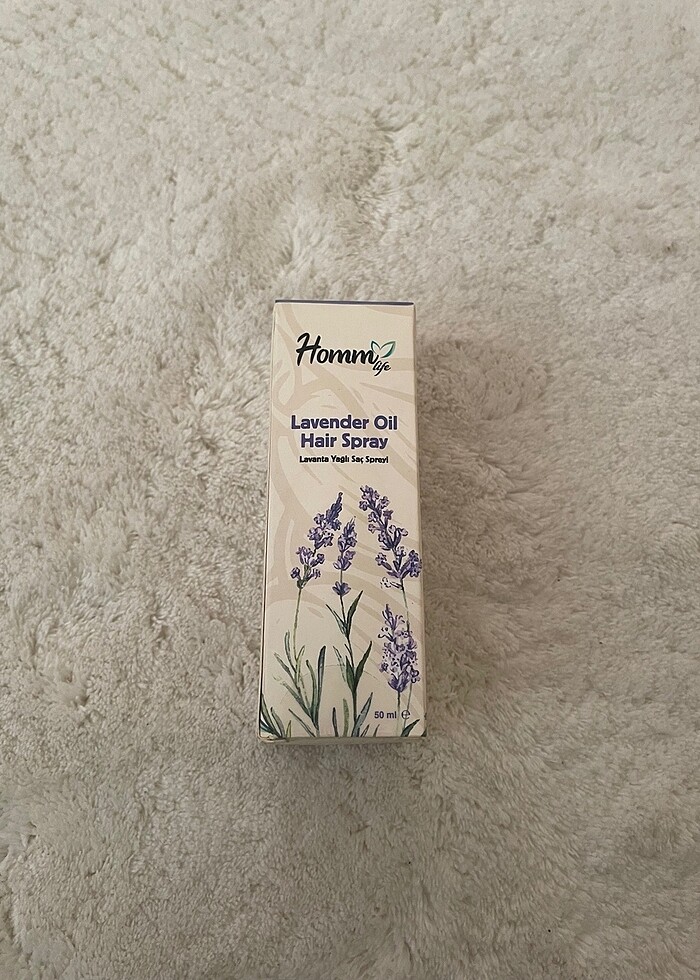 Homm
life
Lavender Oil
Hair Spray
Lavanta Yağlı Saç Spreyi
50 ml ℮